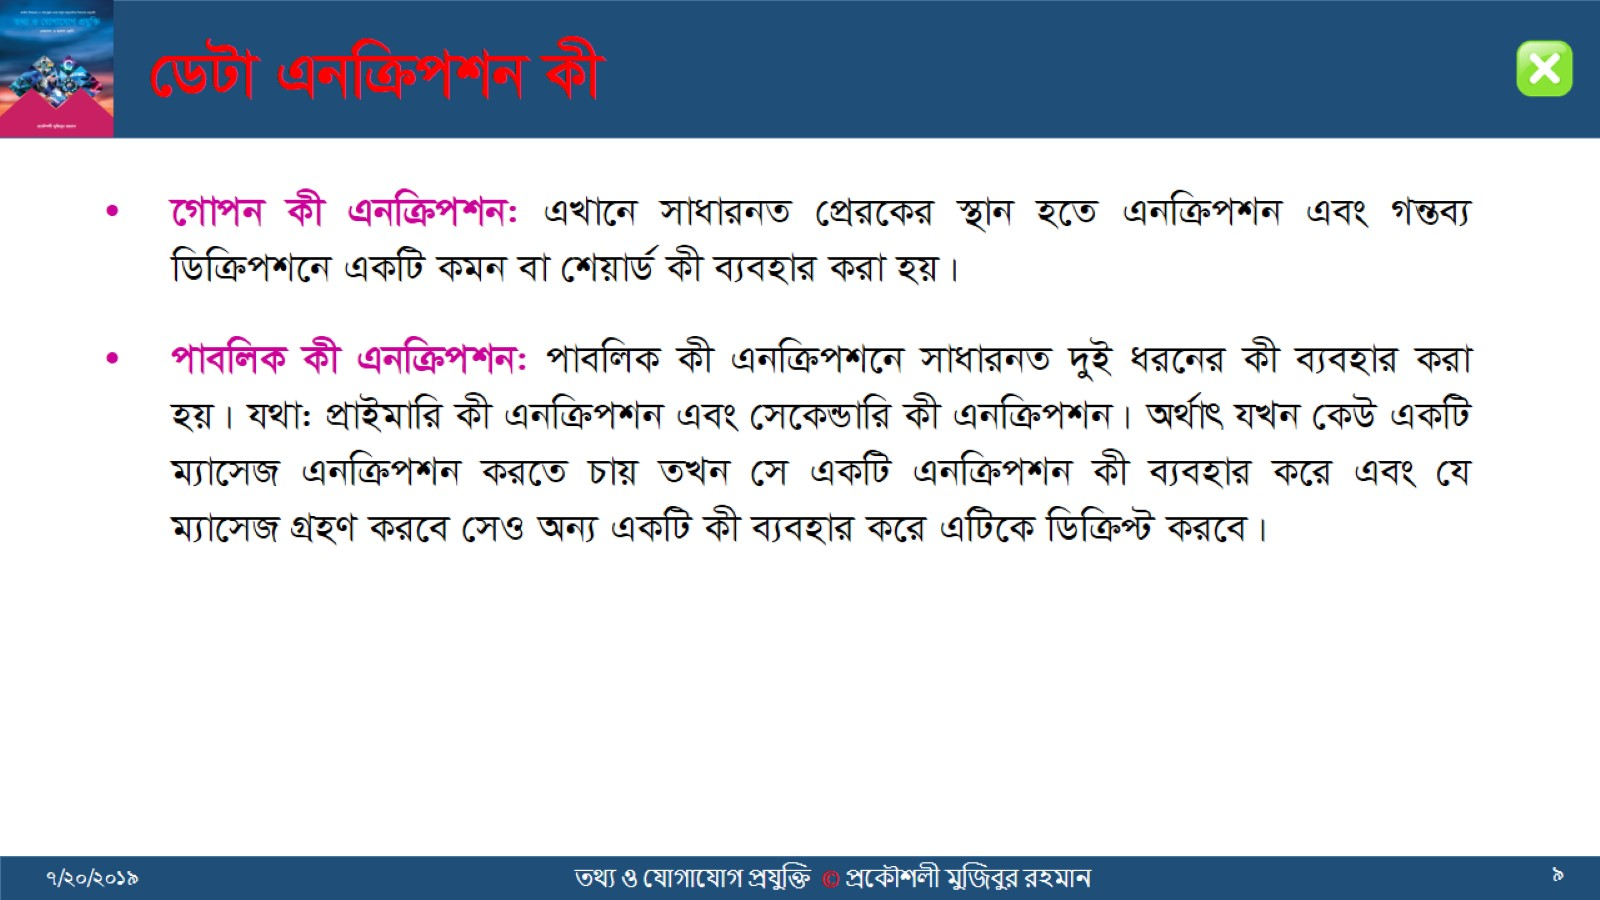 তথ্য ও যোগাযোগ প্রযুক্তি
ডেটা এনক্রিপশন কী
• গোপন কী এনক্রিপশন: এখানে সাধারনত প্রেরকের স্থান হতে এনক্রিপশন এবং গন্তব্য
ডিক্রিপশনে একটি কমন বা শেয়ার্ড কী ব্যবহার করা হয়।
• পাবলিক কী এনক্রিপশন: পাবলিক কী এনক্রিপশনে সাধারনত দুই ধরনের কী ব্যবহার করা
হয়। যথা: প্রাইমারি কী এনক্রিপশন এবং সেকেন্ডারি কী এনক্রিপশন। অর্থাৎ যখন কেউ একটি
ম্যাসেজ এনক্রিপশন করতে চায় তখন সে একটি এনক্রিপশন কী ব্যবহার করে এবং যে
ম্যাসেজ গ্রহণ করবে সেও অন্য একটি কী ব্যবহার করে এটিকে ডিক্রিপ্ট করবে।
৭/২০/২০১৯
তথ্য ও যোগাযোগ প্রযুক্তি © প্রকৌশলী মুজিবুর রহমান
৯